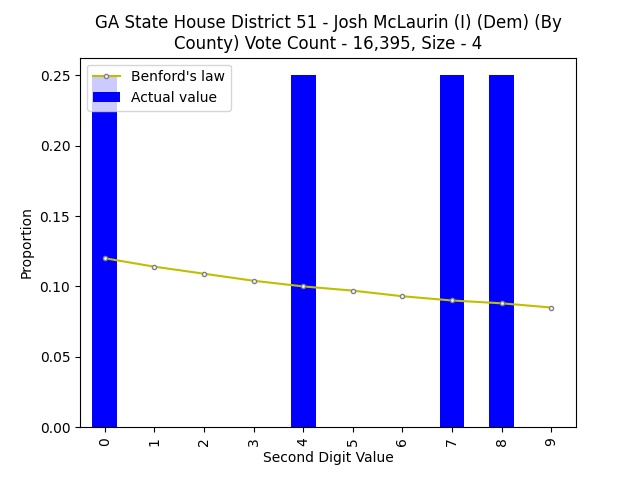 GA State House District 51 - Josh McLaurin (I) (Dem) (By
County) Vote Count - 16,395, Size - 4
Benford's law
Actual value
0.25
0.20
0.15
0.10
0.05
0.00
Proportion
0 1 2 3 4 5 6 7 8 9
Second Digit Value